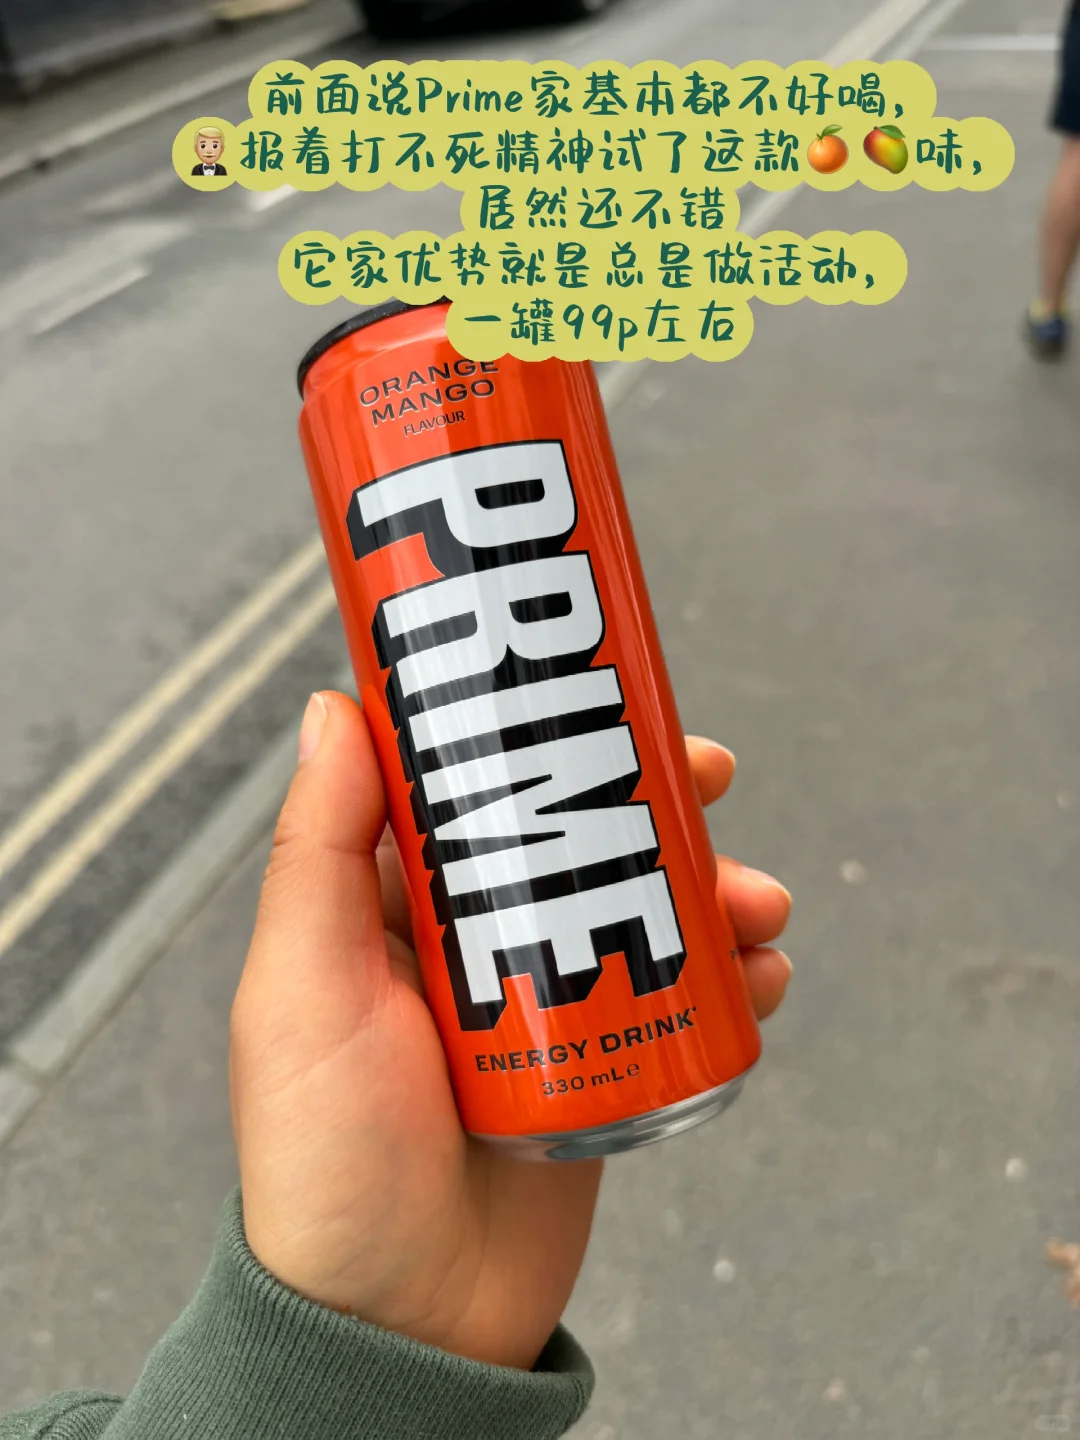 前面说Prime家基本都不好喝,
🤵🏼报着打不死精神试了这款🍊🥭味,
居然还不错
它家优势就是总是做活动,
一罐99p左右
ORANGE
MANGO
FLAVOUR
PRIME
ENERGY DRINK*
330 mL℮